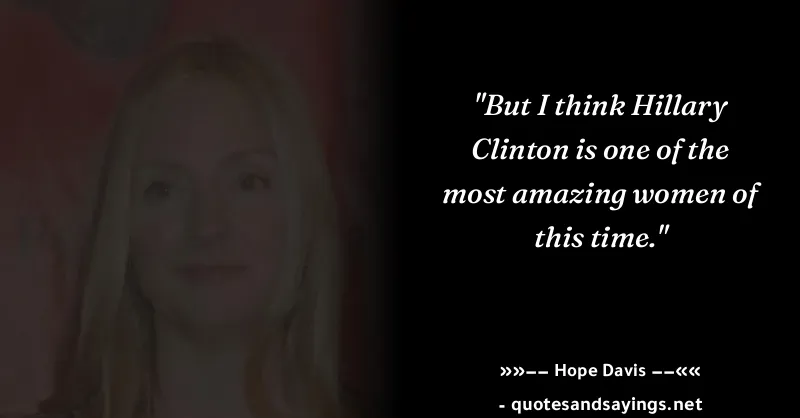 "But I think Hillary
Clinton is one of the
most amazing women of
this time."
»»—— Hope Davis ——««
- quotesandsayings.net